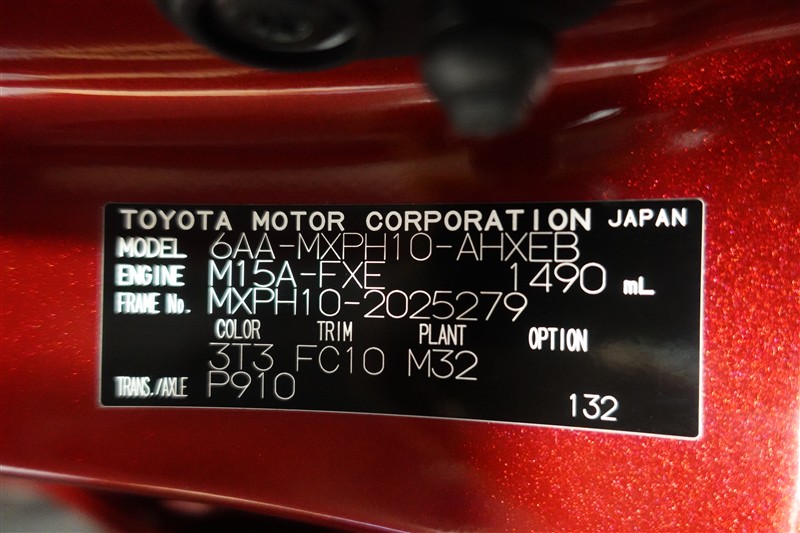 TOYOTA MOTOR CORPORATION JAPAN
MODEL 6AA-MXPH10-AHXEB
ENGINE M15A-FXE 1490 mL
FRAME No. MXPH10-2025279
COLOR TRIM PLANT OPTION
3T3 FC10 M32
TRANS./AXLE P910
132